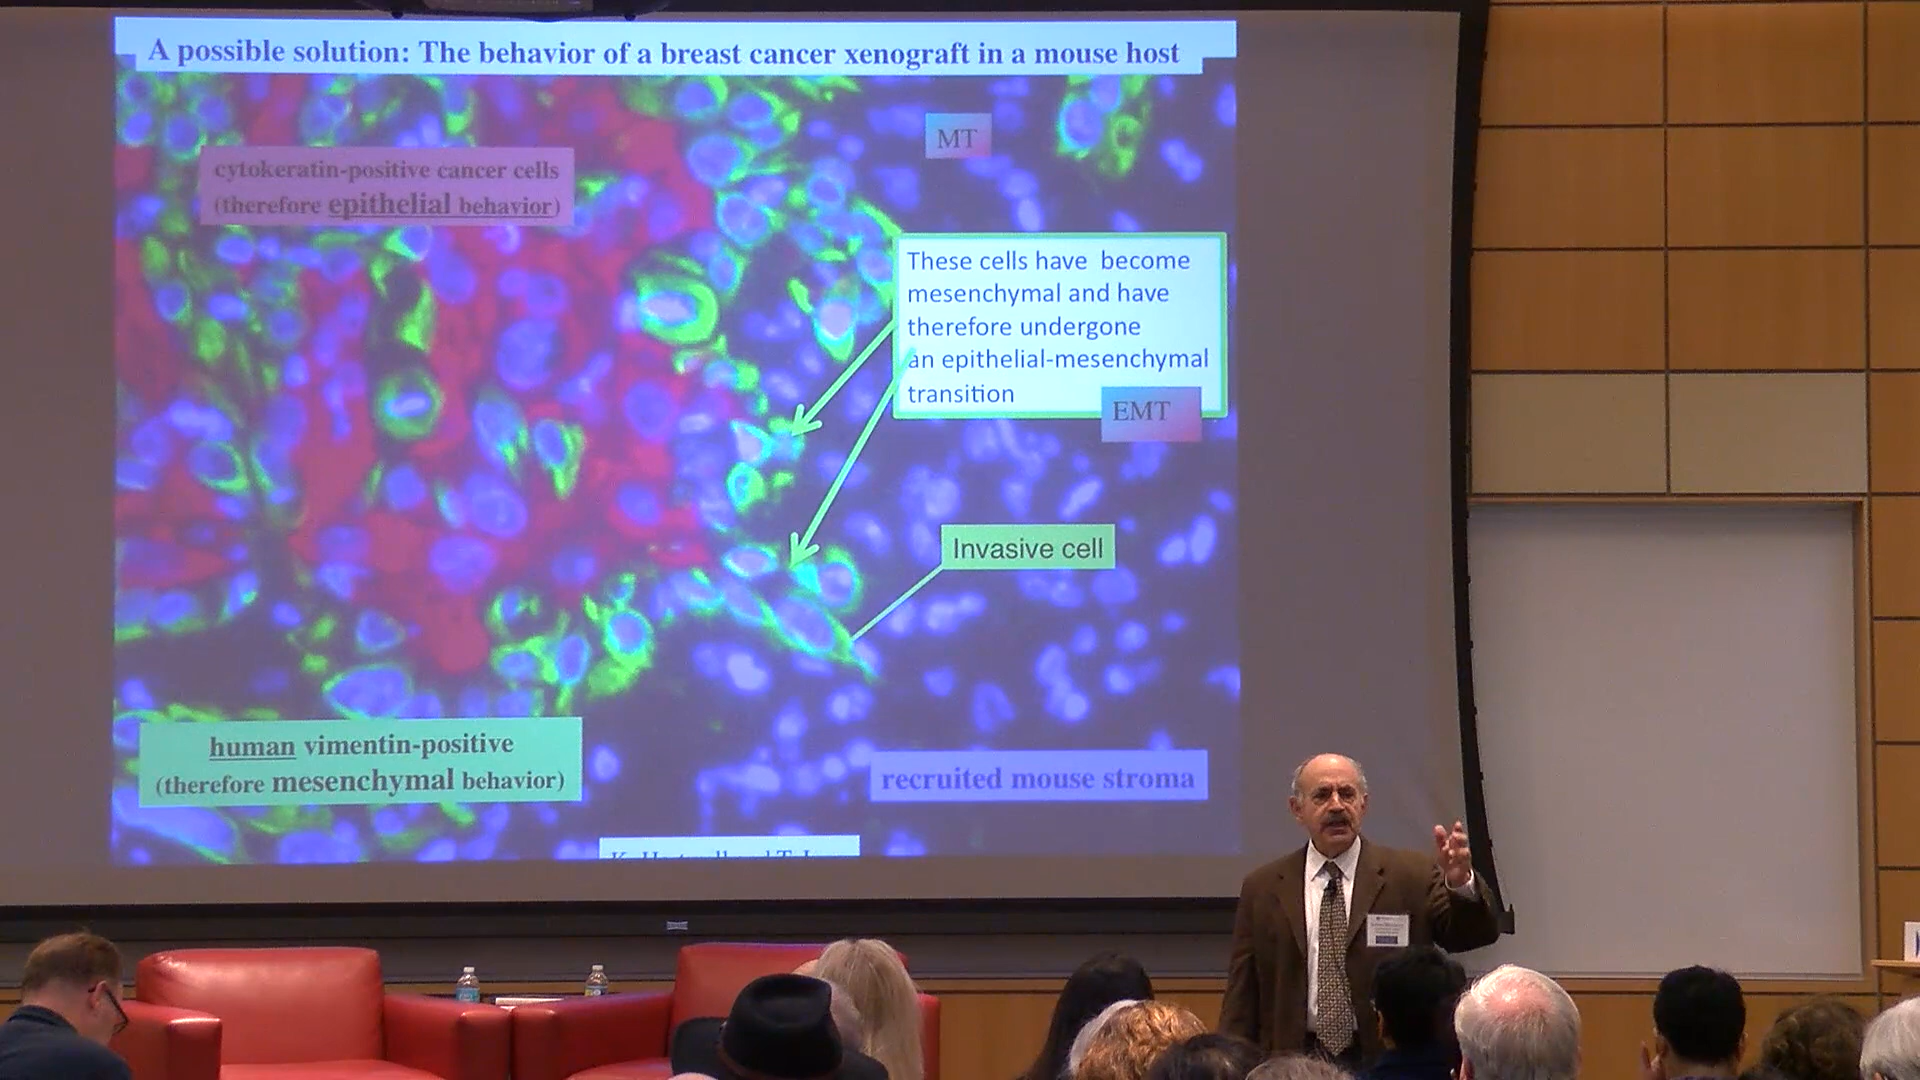 A possible solution: The behavior of a breast cancer xenograft in a mouse host
MT
cytokeratin-positive cancer cells
(therefore epithelial behavior)
These cells have become
mesenchymal and have
therefore undergone
an epithelial-mesenchymal
transition
EMT
Invasive cell
human vimentin-positive
(therefore mesenchymal behavior)
recruited mouse stroma